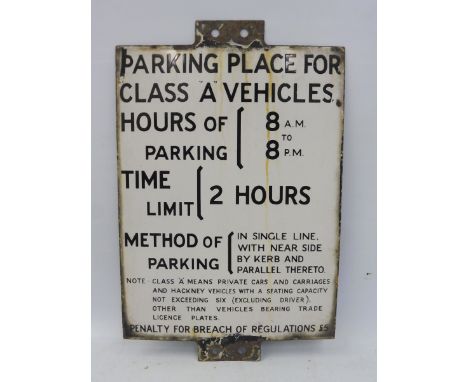 PARKING PLACE FOR
CLASS "A" VEHICLES
HOURS OF
PARKING
8 A.M.
TO
8 P.M.
TIME
LIMIT
2 HOURS
METHOD OF
PARKING
IN SINGLE LINE,
WITH NEAR SIDE
BY KERB AND
PARALLEL THERETO.
NOTE:- CLASS "A" MEANS PRIVATE CARS AND CARRIAGES
AND HACKNEY VEHICLES WITH A SEATING CAPACITY
NOT EXCEEDING SIX (EXCLUDING DRIVER),
OTHER THAN VEHICLES BEARING TRADE
LICENCE PLATES.
PENALTY FOR BREACH OF REGULATIONS £5